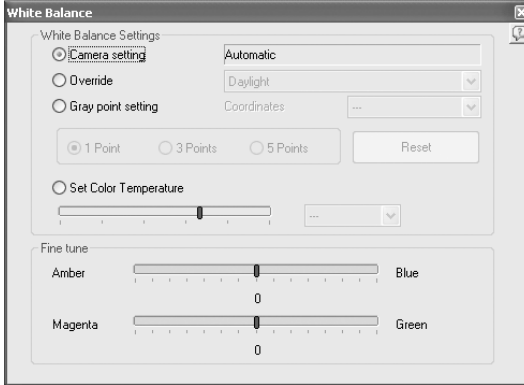 White Balance
White Balance Settings
Camera setting Automatic
Override Daylight
Gray point setting Coordinates ---
1 Point 3 Points 5 Points Reset
Set Color Temperature
---
Fine tune
Amber Blue
0
Magenta Green
0